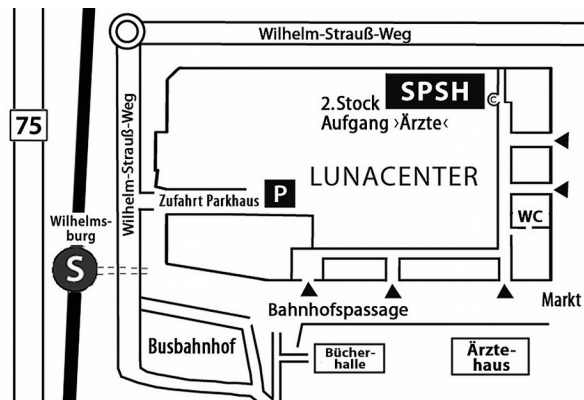 Wilhelm-Strauß-Weg
75
Wilhelm-Strauß-Weg
SPSH
2.Stock
Aufgang ›Ärzte‹
C
LUNACENTER
Zufahrt Parkhaus P
WC
Wilhelms-
burg
S
Markt
Bahnhofspassage
Busbahnhof
Bücher-
halle
Ärzte-
haus